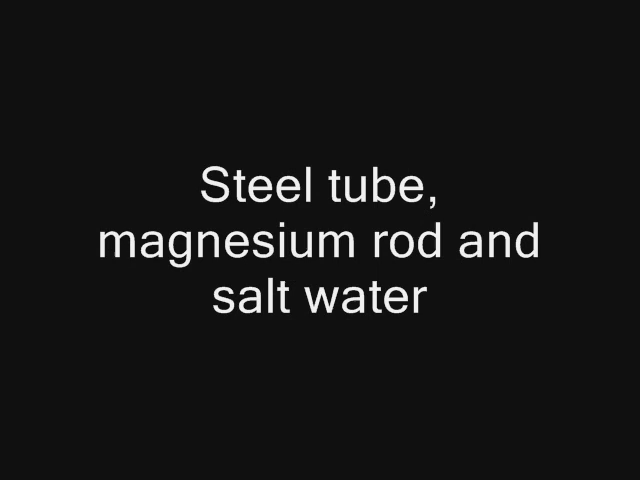 Steel tube,
magnesium rod and
salt water